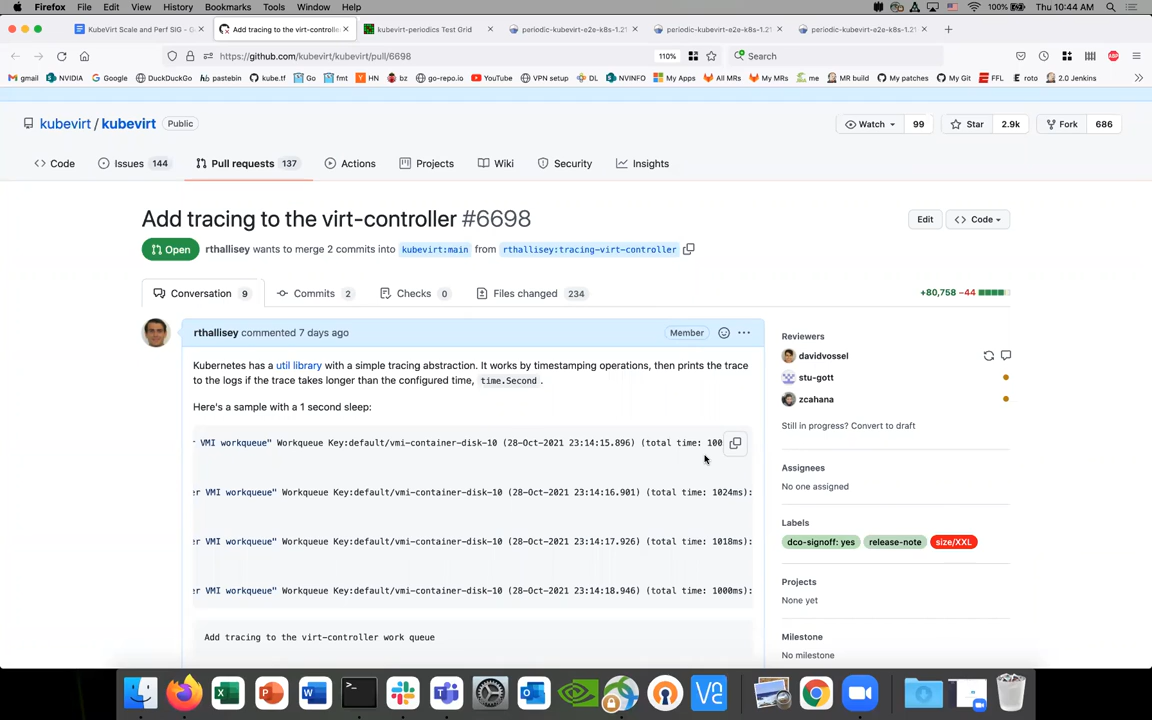 Firefox File Edit View History Bookmarks Tools Window Help 100% Thu 10:44 AM
KubeVirt Scale and Perf SIG - Add tracing to the virt-controlle kubevirt-periodics Test Grid periodic-kubevirt-e2e-k8s-1.21 periodic-kubevirt-e2e-k8s-1.21 periodic-kubevirt-e2e-k8s-1.21
https://github.com/kubevirt/kubevirt/pull/6698 110% Search
gmail NVIDIA Google DuckDuckGo pastebin kube.tf Go fmt HN bz go-repo.io YouTube VPN setup DL NVINFO My Apps All MRs My MRs me MR build My patches My Git FFL roto 2.0 Jenkins
kubevirt / kubevirt Public Watch 99 Star 2.9k Fork 686
Code Issues 144 Pull requests 137 Actions Projects Wiki Security Insights
Add tracing to the virt-controller #6698 Edit Code
Open rthallisey wants to merge 2 commits into kubevirt:main from rthallisey:tracing-virt-controller
Conversation 9 Commits 2 Checks 0 Files changed 234 +80,758 −44
rthallisey commented 7 days ago Member
Kubernetes has a util library with a simple tracing abstraction. It works by timestamping operations, then prints the trace
to the logs if the trace takes longer than the configured time, time.Second .
Here's a sample with a 1 second sleep:
r VMI workqueue" Workqueue Key:default/vmi-container-disk-10 (28-Oct-2021 23:14:15.896) (total time: 100
er VMI workqueue" Workqueue Key:default/vmi-container-disk-10 (28-Oct-2021 23:14:16.901) (total time: 1024ms):
er VMI workqueue" Workqueue Key:default/vmi-container-disk-10 (28-Oct-2021 23:14:17.926) (total time: 1018ms):
er VMI workqueue" Workqueue Key:default/vmi-container-disk-10 (28-Oct-2021 23:14:18.946) (total time: 1000ms):
Add tracing to the virt-controller work queue
Reviewers
davidvossel
stu-gott
zcahana
Still in progress? Convert to draft
Assignees
No one assigned
Labels
dco-signoff: yes release-note size/XXL
Projects
None yet
Milestone
No milestone